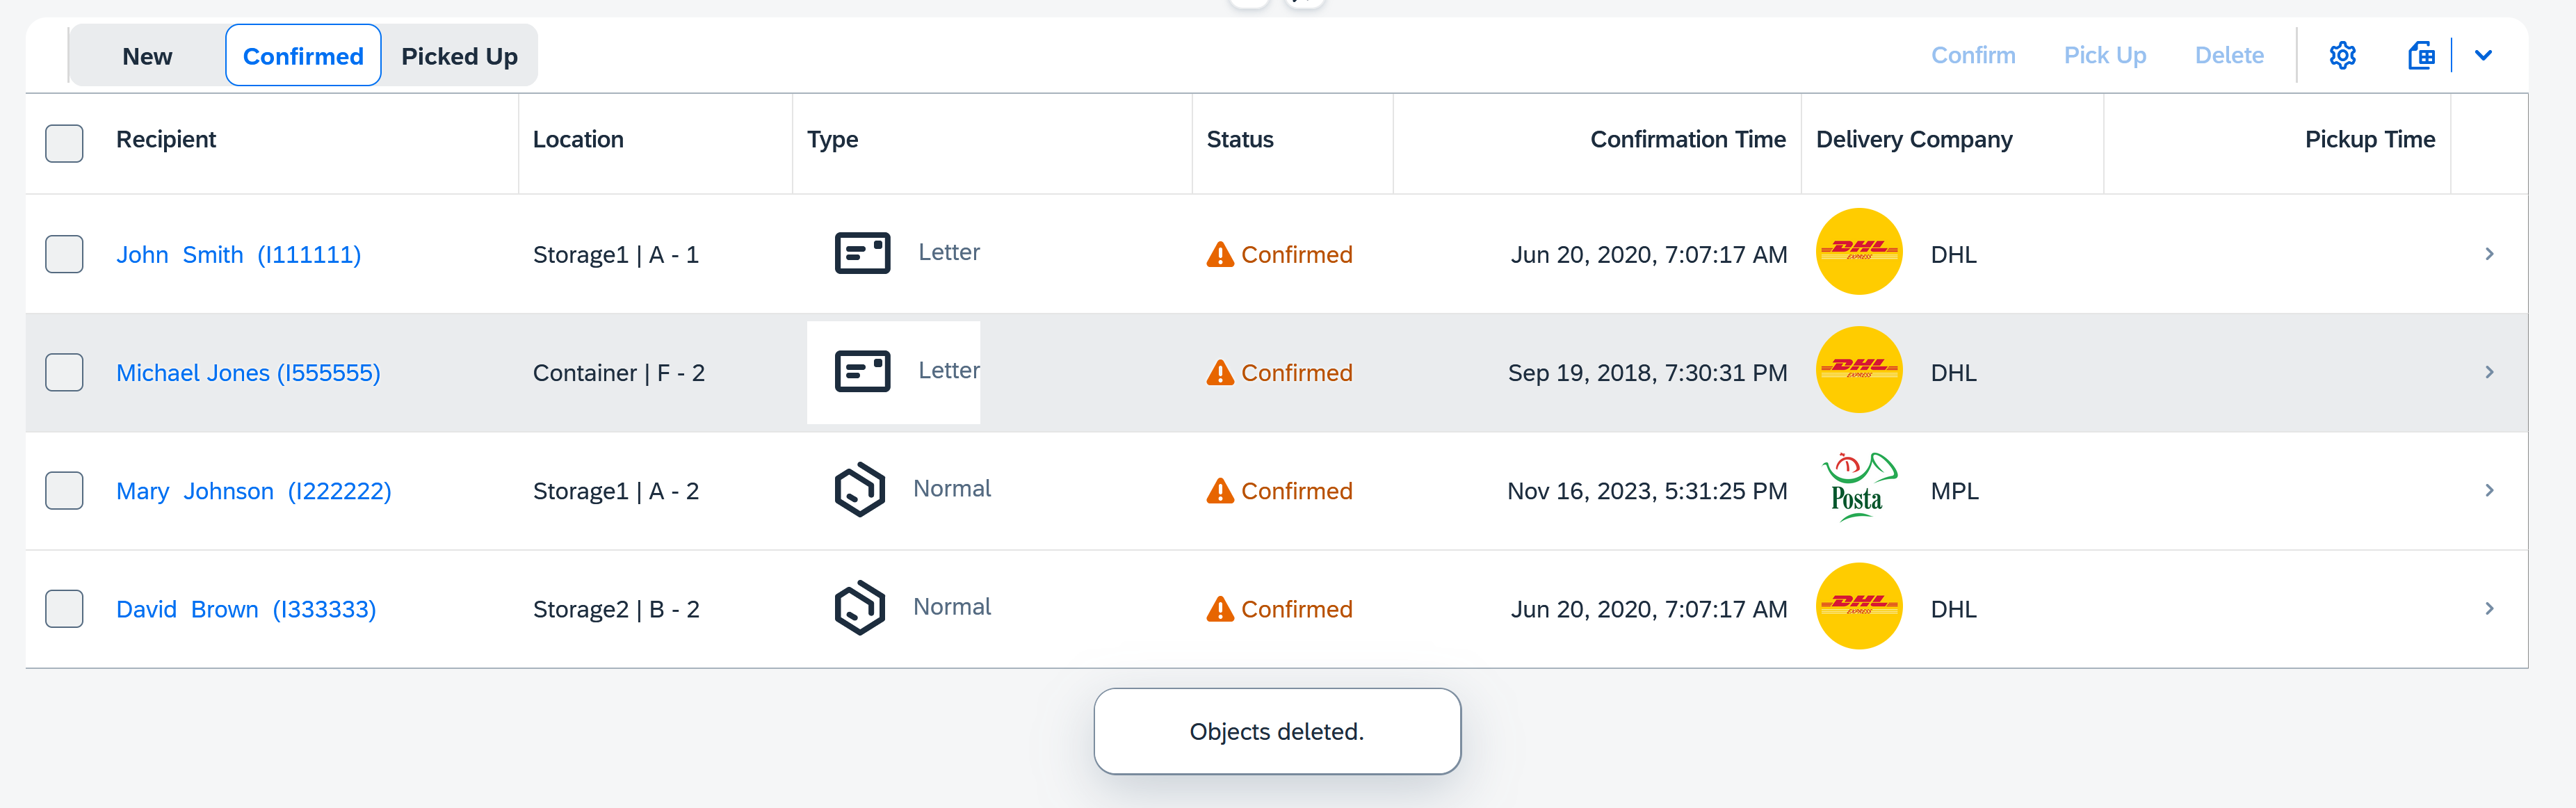 New Confirmed Picked Up Confirm Pick Up Delete
Recipient Location Type Status Confirmation Time Delivery Company Pickup Time
John Smith (I111111) Storage1 | A - 1 Letter Confirmed Jun 20, 2020, 7:07:17 AM DHL EXPRESS DHL
Michael Jones (I555555) Container | F - 2 Letter Confirmed Sep 19, 2018, 7:30:31 PM DHL EXPRESS DHL
Mary Johnson (I222222) Storage1 | A - 2 Normal Confirmed Nov 16, 2023, 5:31:25 PM Posta MPL
David Brown (I333333) Storage2 | B - 2 Normal Confirmed Jun 20, 2020, 7:07:17 AM DHL EXPRESS DHL
Objects deleted.